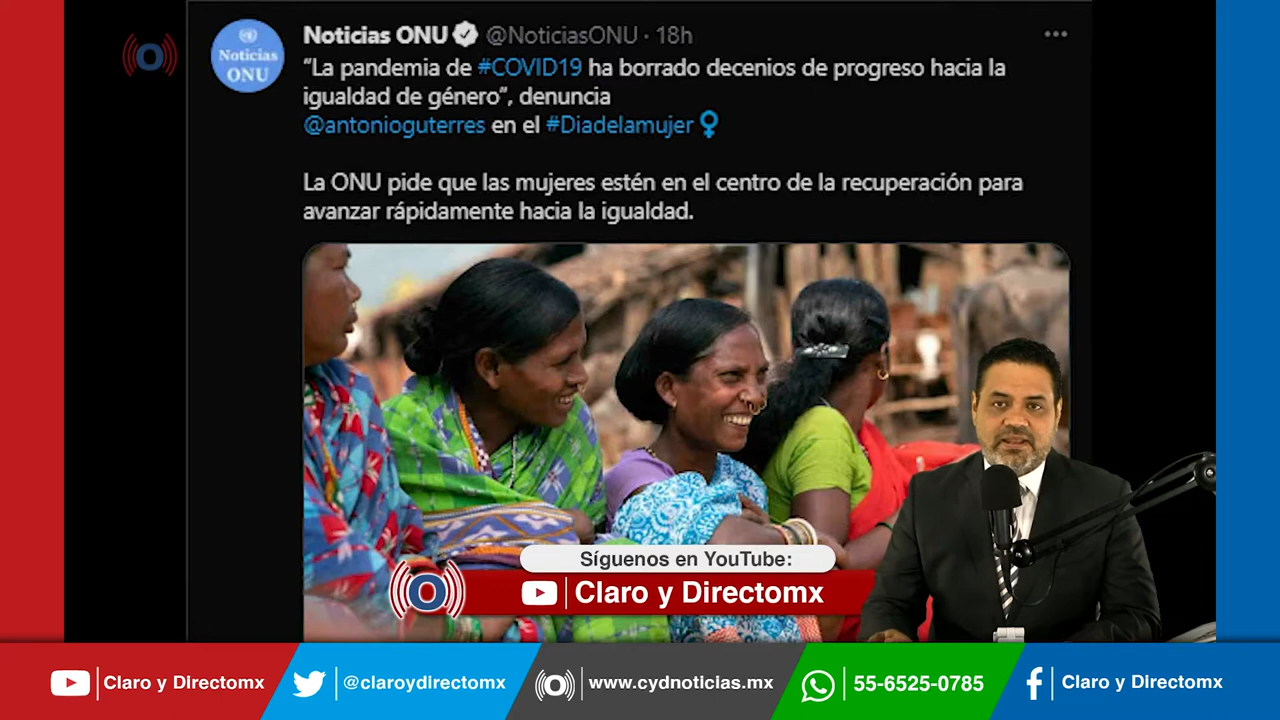 Noticias ONU @NoticiasONU · 18h
Noticias
ONU
“La pandemia de #COVID19 ha borrado decenios de progreso hacia la
igualdad de género”, denuncia
@antonioguterres en el #Diadelamujer
La ONU pide que las mujeres estén en el centro de la recuperación para
avanzar rápidamente hacia la igualdad.
Síguenos en YouTube:
Claro y Directomx
Claro y Directomx
@claroydirectomx
www.cydnoticias.mx
55-6525-0785
Claro y Directomx